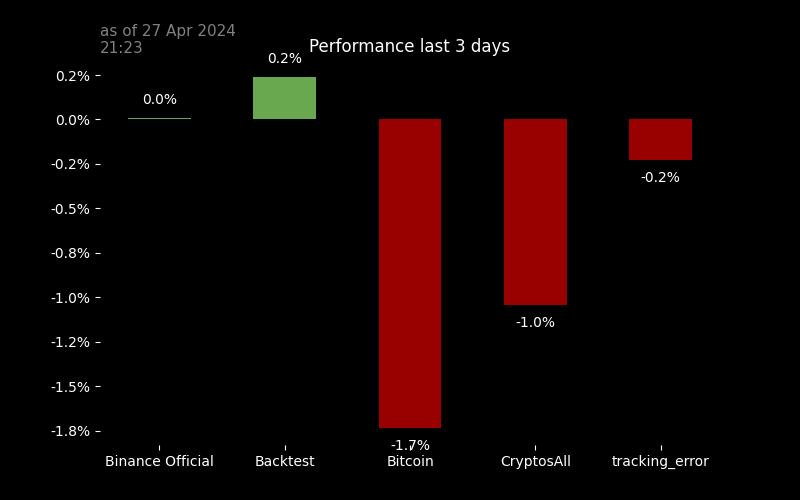 as of 27 Apr 2024
21:23
Performance last 3 days
0.2%
0.0%
-0.2%
-0.5%
-0.8%
-1.0%
-1.2%
-1.5%
-1.8%
0.0%
0.2%
-1.7%
-1.0%
-0.2%
Binance Official
Backtest
Bitcoin
CryptosAll
tracking_error